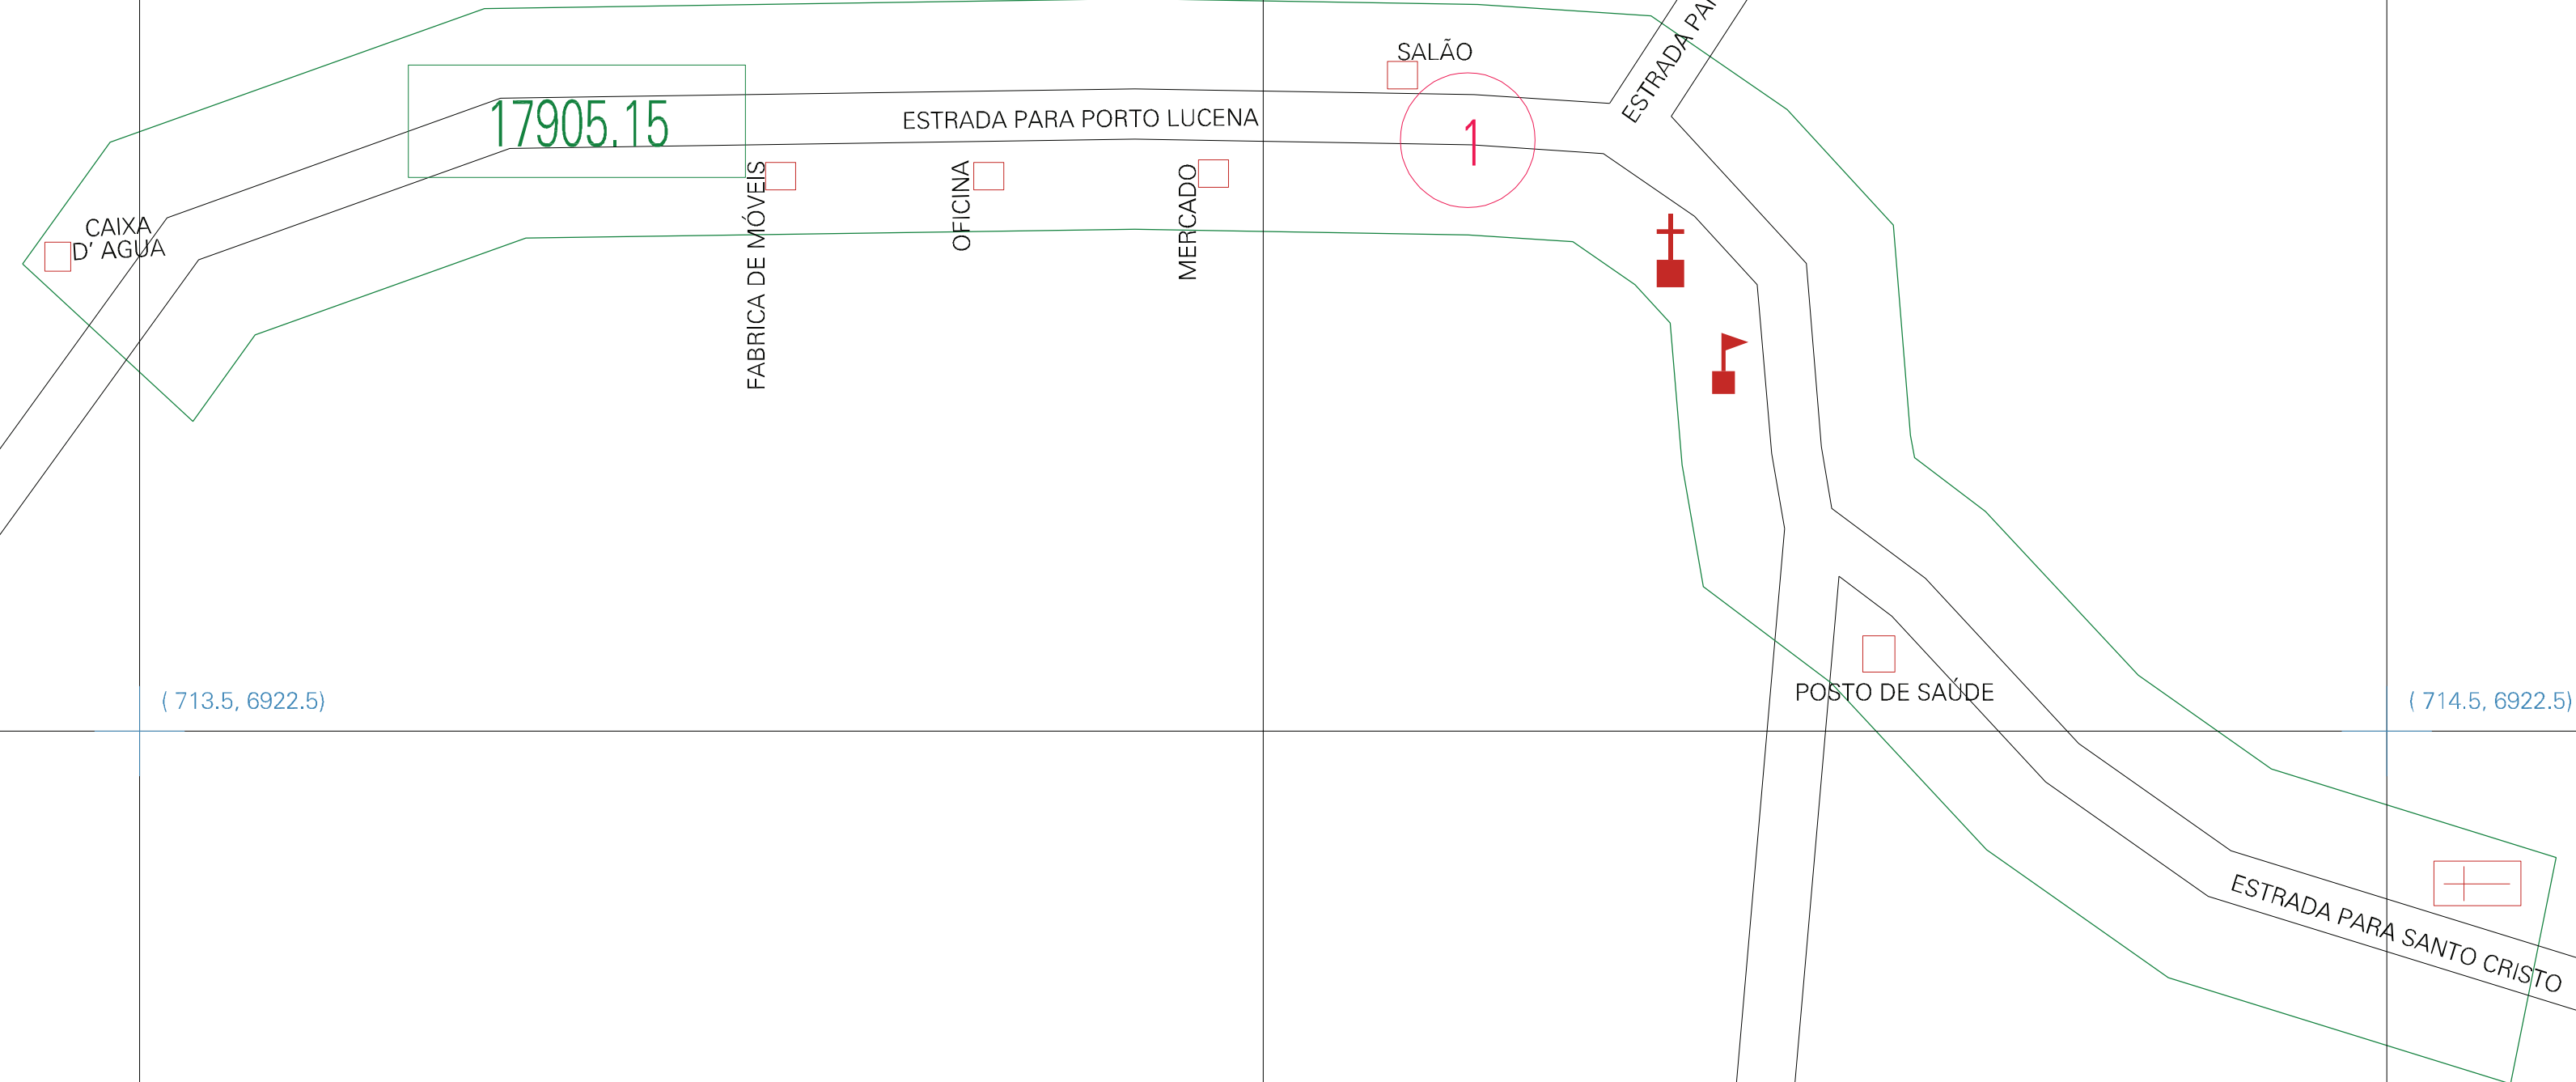 SALÃO
ESTRADA
17905.15
ESTRADA PARA PORTO LUCENA
1
FABRICA DE MÓVEIS
OFICINA
MERCADO
CAIXA
D' AGUA
POSTO DE SAÚDE
( 713.5, 6922.5)
( 714.5, 6922.5)
ESTRADA PARA SANTO CRISTO